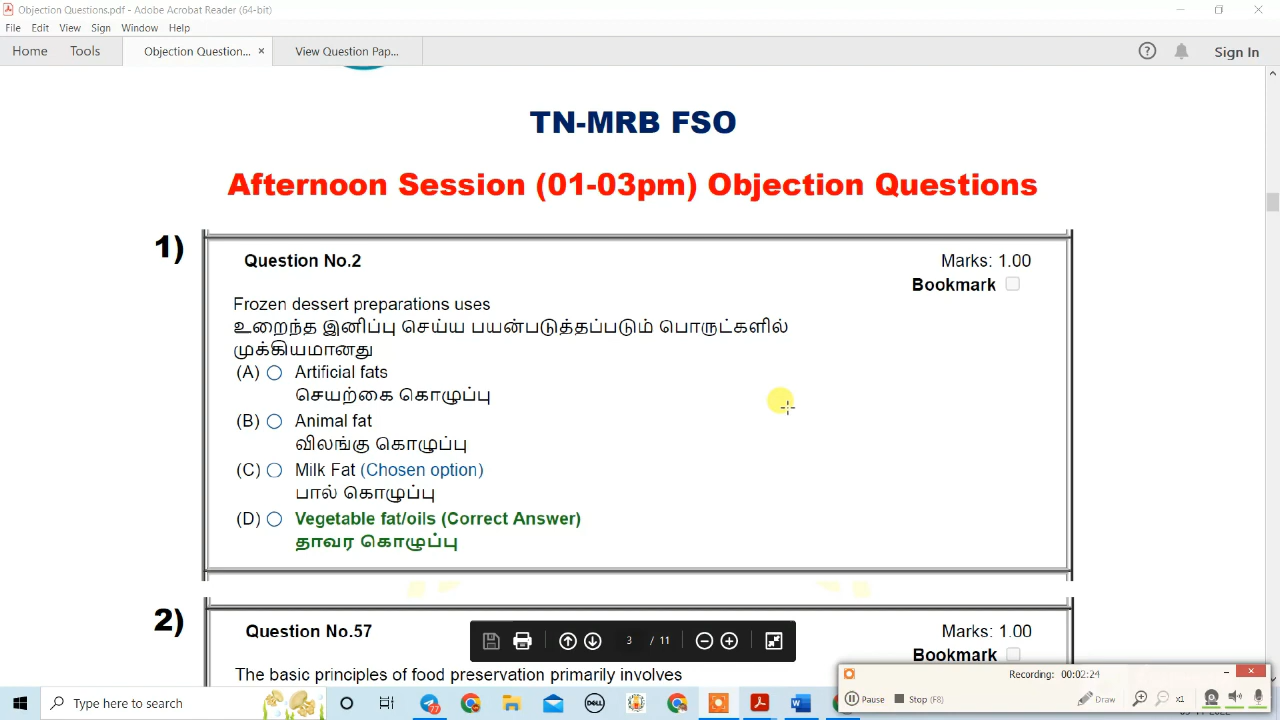 Objection Questions.pdf - Adobe Acrobat Reader (64-bit)
File Edit View Sign Window Help
Home Tools Objection Question... × View Question Pap... Sign In
TN-MRB FSO
Afternoon Session (01-03pm) Objection Questions
1)
Question No.2 Marks: 1.00
Bookmark
Frozen dessert preparations uses
உறைந்த இனிப்பு செய்ய பயன்படுத்தப்படும் பொருட்களில்
முக்கியமானது
(A) Artificial fats
செயற்கை கொழுப்பு
(B) Animal fat
விலங்கு கொழுப்பு
(C) Milk Fat (Chosen option)
பால் கொழுப்பு
(D) Vegetable fat/oils (Correct Answer)
தாவர கொழுப்பு
2)
Question No.57 Marks: 1.00
Bookmark
3 / 11
The basic principles of food preservation primarily involves
Recording: 00:02:24
Pause Stop (F8) Draw x1
Type here to search
DELL